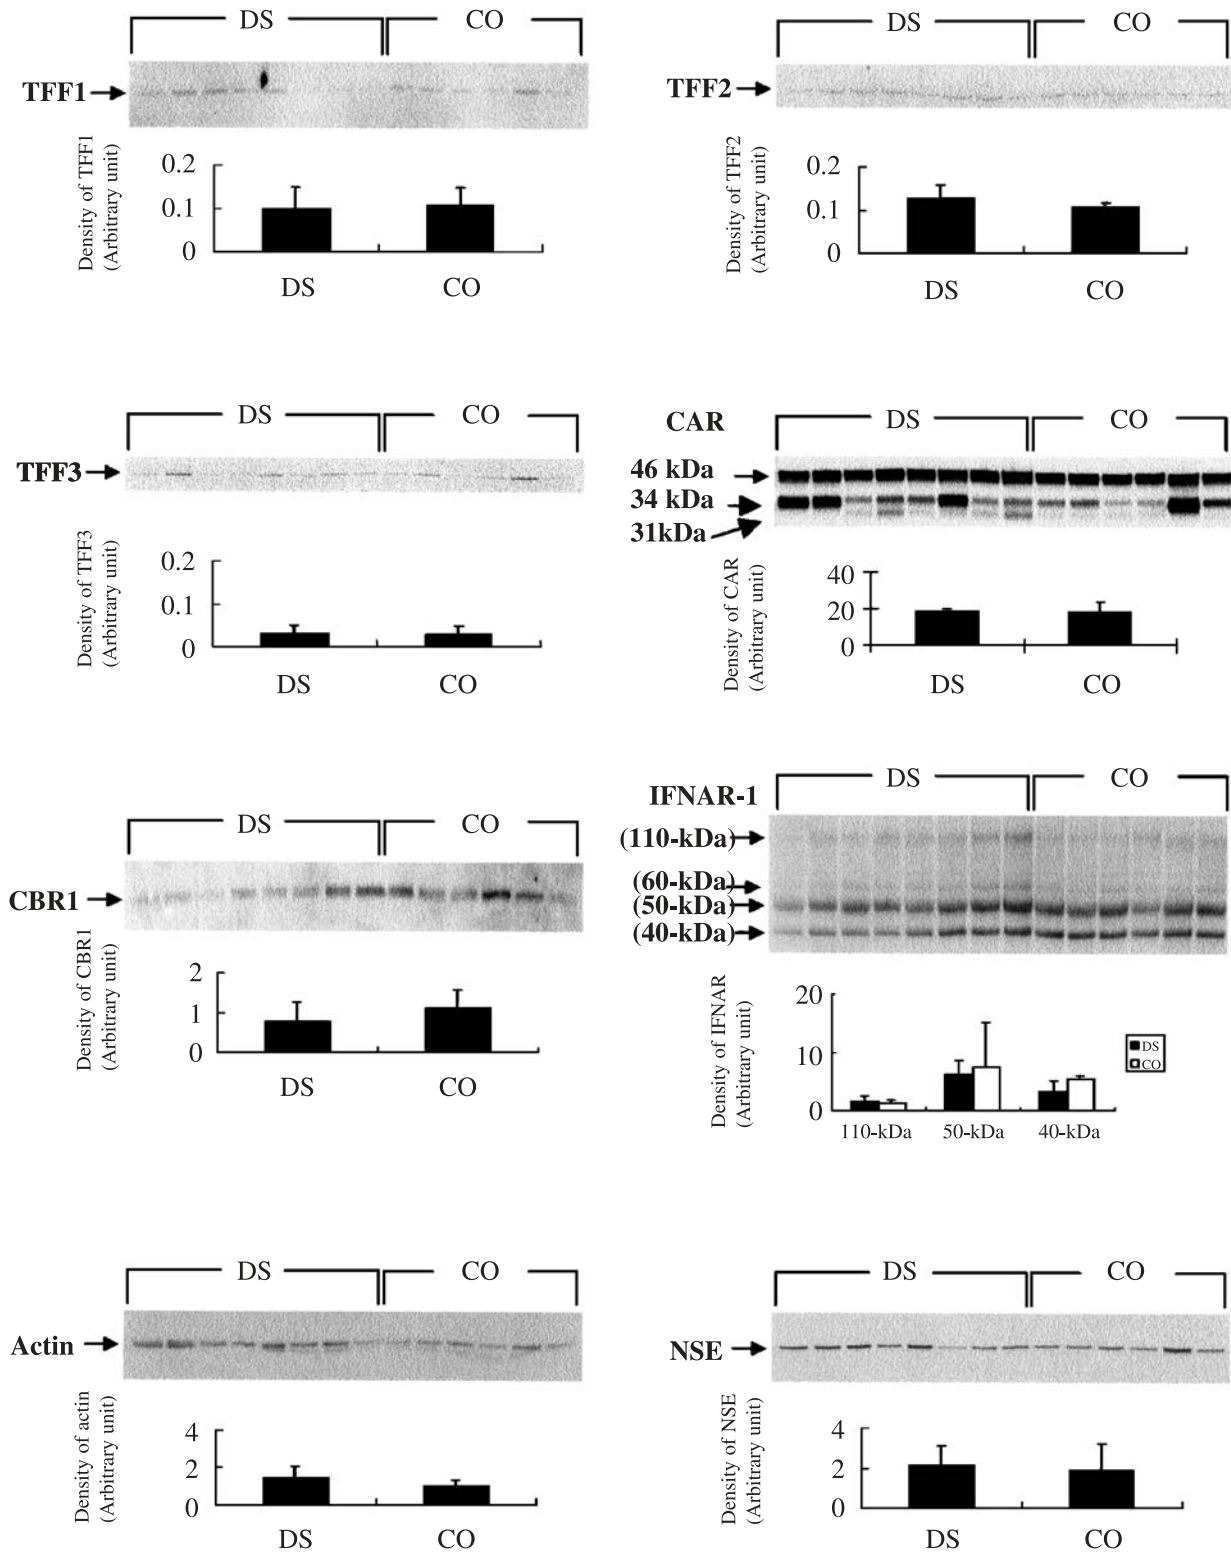 DS CO
TFF1
Density of TFF1
(Arbitrary unit)
0.2
0.1
0
DS CO
DS CO
TFF2
Density of TFF2
(Arbitrary unit)
0.2
0.1
0
DS CO
DS CO
TFF3
Density of TFF3
(Arbitrary unit)
0.2
0.1
0
DS CO
DS CO
CAR
46 kDa
34 kDa
31kDa
Density of CAR
(Arbitrary unit)
40
20
0
DS CO
DS CO
CBR1
Density of CBR1
(Arbitrary unit)
2
1
0
DS CO
DS CO
IFNAR-1
(110-kDa)
(60-kDa)
(50-kDa)
(40-kDa)
Density of IFNAR
(Arbitrary unit)
20
10
0
110-kDa 50-kDa 40-kDa
DS
CO
DS CO
Actin
Density of actin
(Arbitrary unit)
4
2
0
DS CO
DS CO
NSE
Density of NSE
(Arbitrary unit)
4
2
0
DS CO